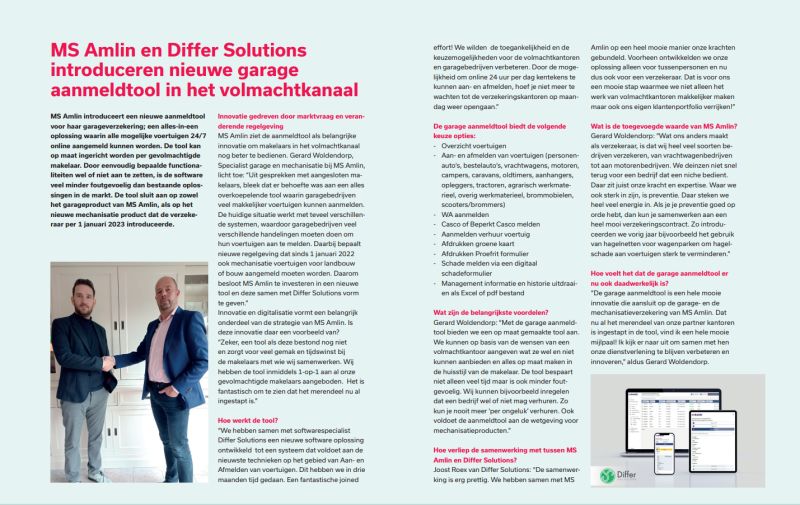 MS Amlin en Differ Solutions
introduceren nieuwe garage
aanmeldtool in het volmachtkanaal
MS Amlin introduceert een nieuwe aanmeldtool
voor haar garageverzekering; een alles-in-een
oplossing waarin alle mogelijke voertuigen 24/7
online aangemeld kunnen worden. De tool kan
op maat ingericht worden per gevolmachtigde
makelaar. Door eenvoudig bepaalde functiona-
liteiten wel of niet aan te zetten, is de software
veel minder foutgevoelig dan bestaande oplos-
singen in de markt. De tool sluit aan op zowel
het garageproduct van MS Amlin, als op het
nieuwe mechanisatie product dat de verzeke-
raar per 1 januari 2023 introduceerde.
Innovatie gedreven door marktvraag en veran-
derende regelgeving
MS Amlin ziet de aanmeldtool als belangrijke
innovatie om makelaars in het volmachtkanaal
nog beter te bedienen. Gerard Woldendorp,
Specialist garage en mechanisatie bij MS Amlin,
licht toe: "Uit gesprekken met aangesloten ma-
kelaars, bleek dat er behoefte was aan een alles
overkoepelende tool waarin garagebedrijven
veel makkelijker voertuigen kunnen aanmelden.
De huidige situatie werkt met teveel verschillen-
de systemen, waardoor garagebedrijven veel
verschillende handelingen moeten doen om
hun voertuigen aan te melden. Daarbij bepaalt
nieuwe regelgeving dat sinds 1 januari 2022
ook mechanisatie voertuigen voor landbouw
of bouw aangemeld moeten worden. Daarom
besloot MS Amlin te investeren in een nieuwe
tool en deze samen met Differ Solutions vorm
te geven."
Innovatie en digitalisatie vormt een belangrijk
onderdeel van de strategie van MS Amlin. Is
deze innovatie daar een voorbeeld van?
"Zeker, een tool als deze bestond nog niet
en zorgt voor veel gemak en tijdswinst bij
de makelaars met wie wij samenwerken. Wij
hebben de tool inmiddels 1-op-1 aan al onze
gevolmachtigde makelaars aangeboden. Het is
fantastisch om te zien dat het merendeel nu al
ingestapt is."
Hoe werkt de tool?
"We hebben samen met softwarespecialist
Differ Solutions een nieuwe software oplossing
ontwikkeld tot een systeem dat voldoet aan de
nieuwste technieken op het gebied van Aan- en
Afmelden van voertuigen. Dit hebben we in drie
maanden tijd gedaan. Een fantastische joined
effort! We wilden de toegankelijkheid en de
keuzemogelijkheden voor de volmachtkantoren
en garagebedrijven verbeteren. Door de moge-
lijkheid om online 24 uur per dag kentekens te
kunnen aan- en afmelden, hoef je niet meer te
wachten tot de verzekeringskantoren op maan-
dag weer opengaan."
De garage aanmeldtool biedt de volgende
keuze opties:
- Overzicht voertuigen
- Aan- en afmelden van voertuigen (personen-
auto's, bestelauto's, vrachtwagens, motoren,
campers, caravans, oldtimers, aanhangers,
opleggers, tractoren, agrarisch werkmate-
rieel, overig werkmaterieel, brommobielen,
scooters/brommers)
- WA aanmelden
- Casco of Beperkt Casco melden
- Aanmelden verhuur voertuig
- Afdrukken groene kaart
- Afdrukken Proefrit formulier
- Schade melden via een digitaal
schadeformulier
- Management informatie en historie uitdraai-
en als Excel of pdf bestand
Wat zijn de belangrijkste voordelen?
Gerard Woldendorp: "Met de garage aanmeld-
tool bieden we een op maat gemaakte tool aan.
We kunnen op basis van de wensen van een
volmachtkantoor aangeven wat ze wel en niet
kunnen aanbieden en alles op maat maken in
de huisstijl van de makelaar. De tool bespaart
niet alleen veel tijd maar is ook minder fout-
gevoelig. Wij kunnen bijvoorbeeld inregelen
dat een bedrijf wel of niet mag verhuren. Zo
kun je nooit meer 'per ongeluk' verhuren. Ook
voldoet de aanmeldtool aan de wetgeving voor
mechanisatieproducten."
Hoe verliep de samenwerking met tussen MS
Amlin en Differ Solutions?
Joost Roex van Differ Solutions: "De samenwer-
king is erg prettig. We hebben samen met MS
Amlin op een heel mooie manier onze krachten
gebundeld. Voorheen ontwikkelden we onze
oplossing alleen voor tussenpersonen en nu
dus ook voor een verzekeraar. Dat is voor ons
een mooie stap waarmee we niet alleen het
werk van volmachtkantoren makkelijker maken
maar ook ons eigen klantenportfolio verrijken!"
Wat is de toegevoegde waarde van MS Amlin?
Gerard Woldendorp: "Wat ons anders maakt
als verzekeraar, is dat wij heel veel soorten be-
drijven verzekeren, van vrachtwagenbedrijven
tot aan motorenbedrijven. We deinzen niet snel
terug voor een bedrijf dat een niche bedient.
Daar zit juist onze kracht en expertise. Waar we
ook sterk in zijn, is preventie. Daar steken we
heel veel energie in. Als je je preventie goed op
orde hebt, dan kun je samenwerken aan een
heel mooi verzekeringscontract. Zo introdu-
ceerden we vorig jaar bijvoorbeeld het gebruik
van hagelnetten voor wagenparken om hagel-
schade aan voertuigen sterk te verminderen."
Hoe voelt het dat de garage aanmeldtool er
nu ook daadwerkelijk is?
"De garage aanmeldtool is een hele mooie
innovatie die aansluit op de garage- en de
mechanisatieverzekering van MS Amlin. Dat
nu al het merendeel van onze partner kantoren
is ingestapt in de tool, vind ik een hele mooie
mijlpaal! Ik kijk er naar uit om samen met hen
onze dienstverlening te blijven verbeteren en
innoveren," aldus Gerard Woldendorp.
Differ